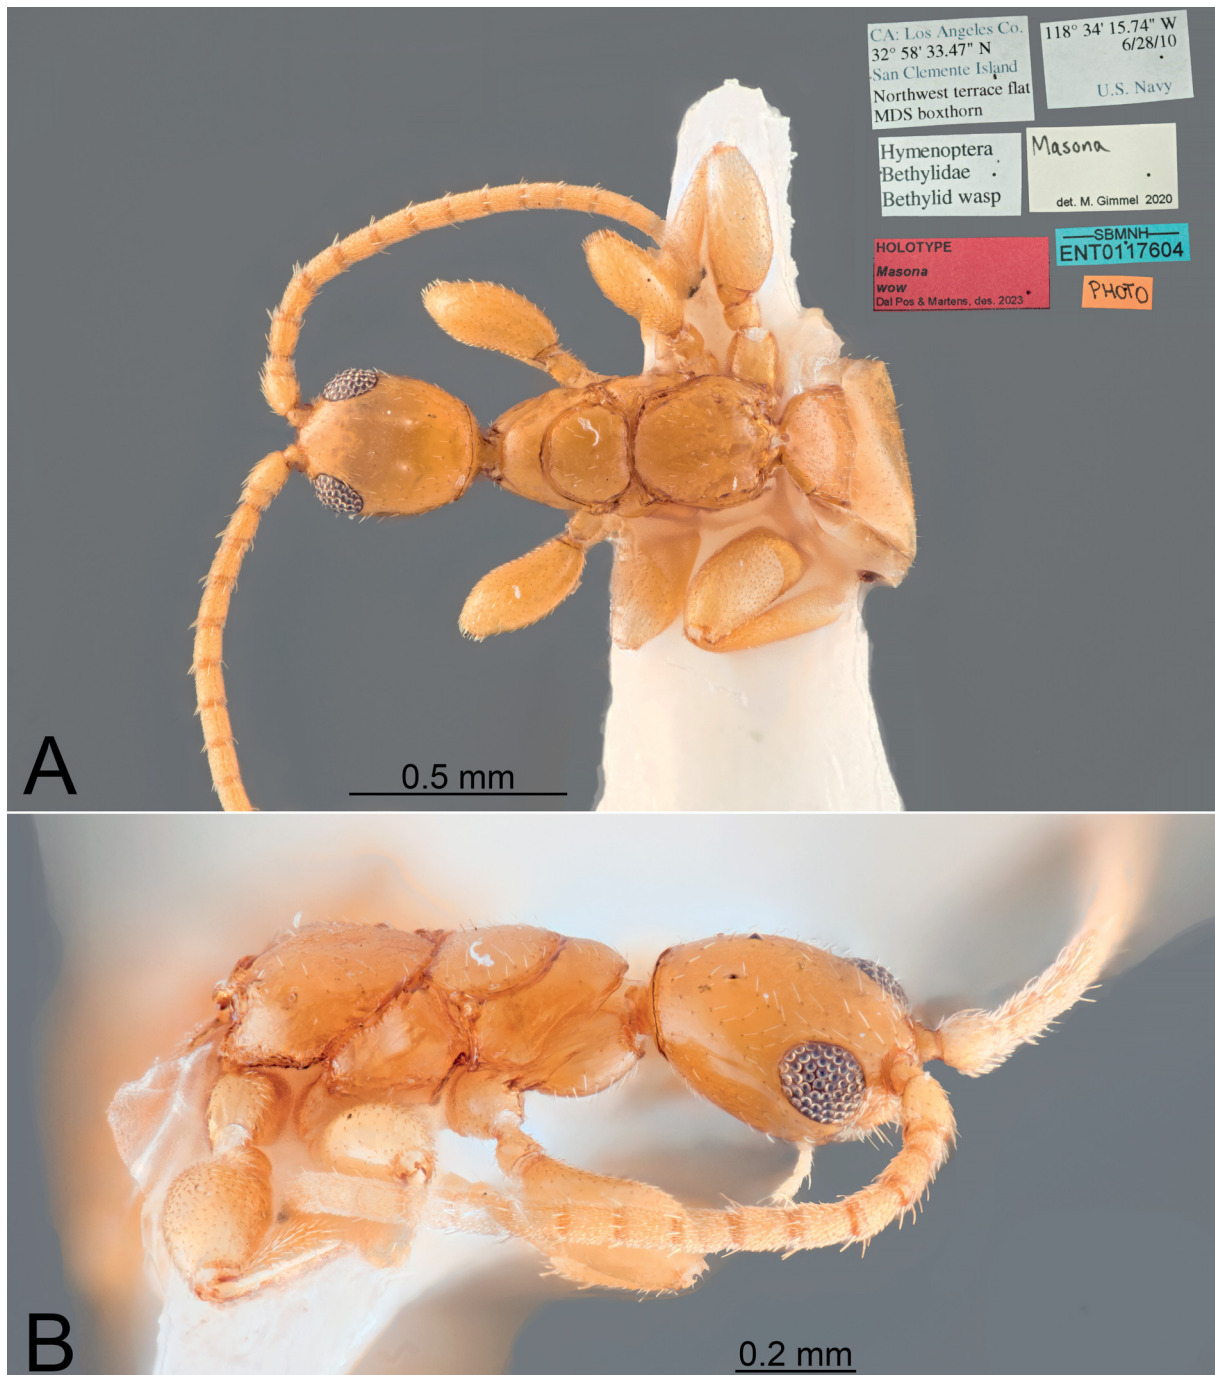 CA: Los Angeles Co.
32° 58' 33.47" N
San Clemente Island
Northwest terrace flat
MDS boxthorn
118° 34' 15.74" W
6/28/10
U.S. Navy
Hymenoptera
Bethylidae
Bethylid wasp
Masona
det. M. Gimmel 2020
HOLOTYPE
Masona
wow
Dal Pos & Martens, des. 2023
SBMNH
ENT0117604
PHOTO
A
0.5 mm
B
0.2 mm